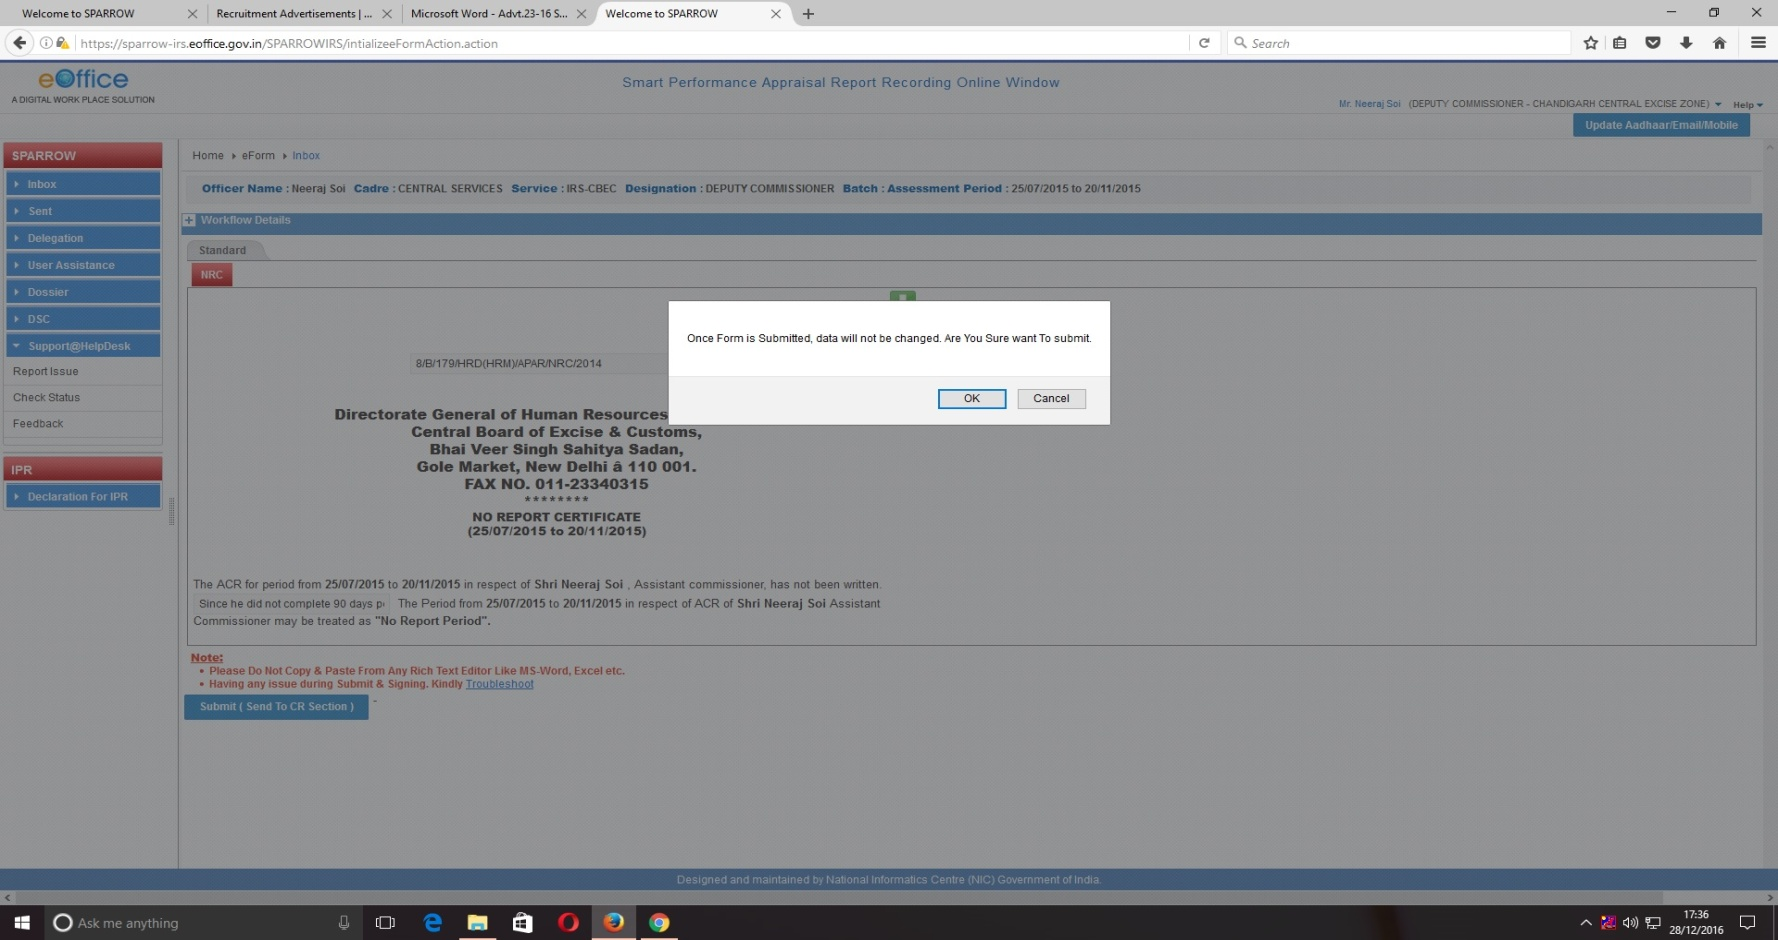 Welcome to SPARROW
Recruitment Advertisements | ...
Microsoft Word - Advt.23-16 S...
Welcome to SPARROW
https://sparrow-irs.eoffice.gov.in/SPARROWIRS/intializeeFormAction.action
Search
eOffice
A DIGITAL WORK PLACE SOLUTION
Smart Performance Appraisal Report Recording Online Window
Mr. Neeraj Soi (DEPUTY COMMISSIONER - CHANDIGARH CENTRAL EXCISE ZONE) Help
Update Aadhaar/Email/Mobile
SPARROW
Inbox
Sent
Delegation
User Assistance
Dossier
DSC
Support@HelpDesk
Report Issue
Check Status
Feedback
IPR
Declaration For IPR
Home eForm Inbox
Officer Name : Neeraj Soi Cadre : CENTRAL SERVICES Service : IRS-CBEC Designation : DEPUTY COMMISSIONER Batch : Assessment Period : 25/07/2015 to 20/11/2015
Workflow Details
Standard
NRC
8/B/179/HRD(HRM)/APAR/NRC/2014
Directorate General of Human Resources
Central Board of Excise & Customs,
Bhai Veer Singh Sahitya Sadan,
Gole Market, New Delhi â 110 001.
FAX NO. 011-23340315
********
NO REPORT CERTIFICATE
(25/07/2015 to 20/11/2015)
The ACR for period from 25/07/2015 to 20/11/2015 in respect of Shri Neeraj Soi , Assistant commissioner, has not been written.
Since he did not complete 90 days p The Period from 25/07/2015 to 20/11/2015 in respect of ACR of Shri Neeraj Soi Assistant
Commissioner may be treated as "No Report Period".
Note:
• Please Do Not Copy & Paste From Any Rich Text Editor Like MS-Word, Excel etc.
• Having any issue during Submit & Signing. Kindly Troubleshoot
Submit ( Send To CR Section )
Once Form is Submitted, data will not be changed. Are You Sure want To submit.
OK
Cancel
Designed and maintained by National Informatics Centre (NIC) Government of India.
Ask me anything
17:36
28/12/2016